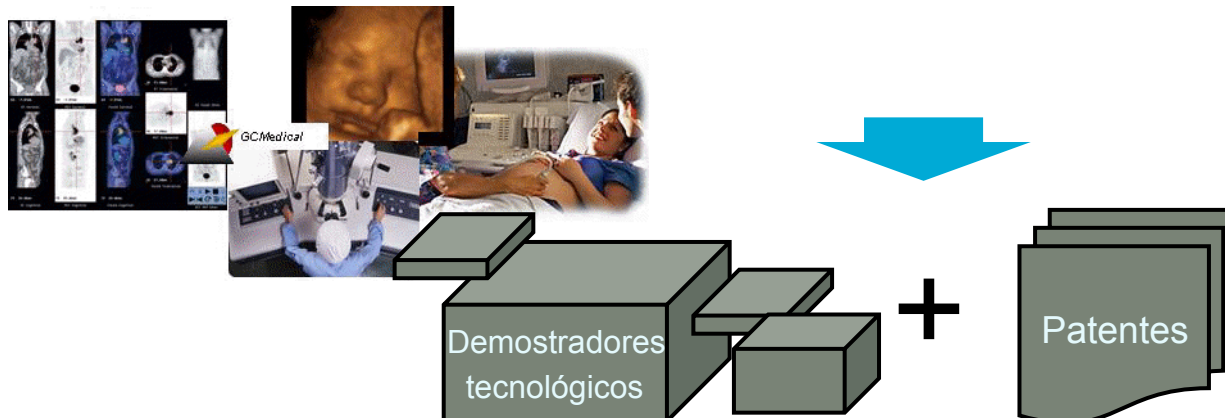 GCMedical
Demostradores
tecnológicos
+
Patentes